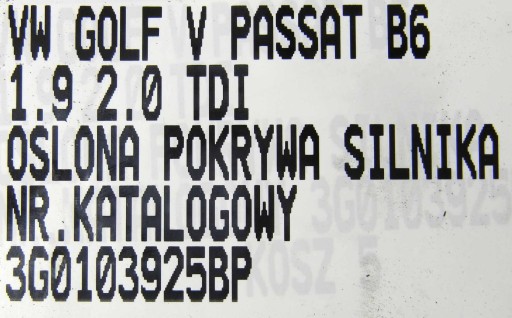 VW GOLF V PASSAT B6
1.9 2.0 TDI
OSLONA POKRYWA SILNIKA
NR.KATALOGOWY
3G0103925BP